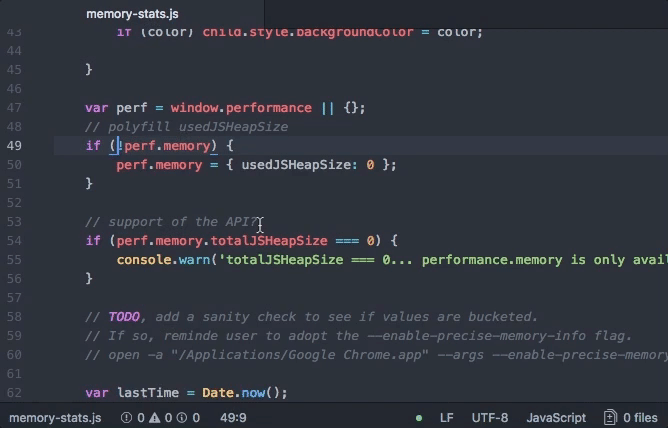 memory-stats.js
43 if (color) child.style.backgroundColor = color;
44
45 }
46
47 var perf = window.performance || {};
48 // polyfill usedJSHeapSize
49 if (!perf.memory) {
50 perf.memory = { usedJSHeapSize: 0 };
51 }
52
53 // support of the API?
54 if (perf.memory.totalJSHeapSize === 0) {
55 console.warn('totalJSHeapSize === 0... performance.memory is only avai
56 }
57
58 // TODO, add a sanity check to see if values are bucketed.
59 // If so, reminde user to adopt the --enable-precise-memory-info flag.
60 // open -a "/Applications/Google Chrome.app" --args --enable-precise-memory
61
62 var lastTime = Date.now();
memory-stats.js 0 0 0 49:9 LF UTF-8 JavaScript 0 files